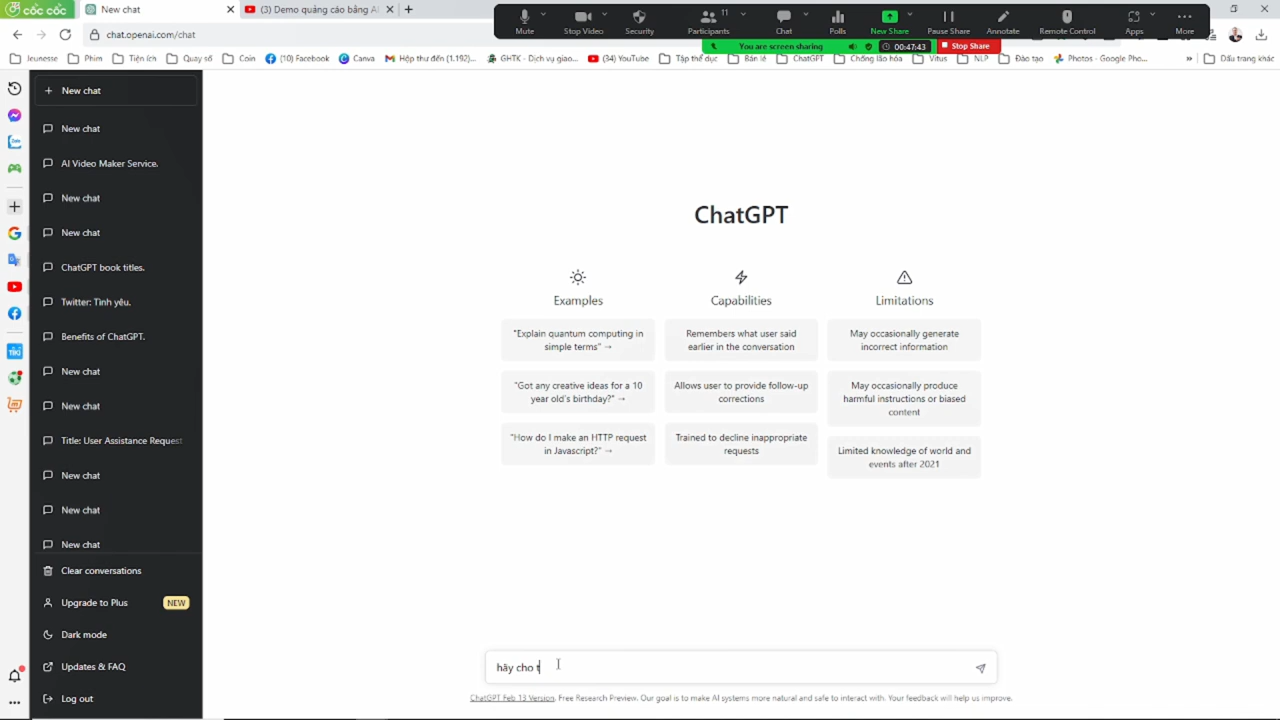 cốc cốc
New chat
(3) Demo quảng cáo bằng AI
chat.openai.com/chat
Mute
Stop Video
Security
Participants
11
Chat
Polls
New Share
Pause Share
Annotate
Remote Control
Apps
More
You are screen sharing
00:47:43
Stop Share
Jeunesse
Phim
Tiện ích
Quay số
Coin
(10) Facebook
Canva
Hộp thư đến (1.192)...
GHTK - Dịch vụ giao...
(34) YouTube
Tập thể dục
Bán lẻ
ChatGPT
Chống lão hóa
Vitus
NLP
Đào tạo
Photos - Google Pho...
Dấu trang khác
New chat
New chat
AI Video Maker Service.
New chat
New chat
ChatGPT book titles.
Twitter: Tình yêu.
Benefits of ChatGPT.
New chat
New chat
Title: User Assistance Request
New chat
New chat
New chat
Clear conversations
Upgrade to Plus
NEW
Dark mode
Updates & FAQ
Log out
ChatGPT
Examples
"Explain quantum computing in
simple terms" →
"Got any creative ideas for a 10
year old's birthday?" →
"How do I make an HTTP request
in Javascript?" →
Capabilities
Remembers what user said
earlier in the conversation
Allows user to provide follow-up
corrections
Trained to decline inappropriate
requests
Limitations
May occasionally generate
incorrect information
May occasionally produce
harmful instructions or biased
content
Limited knowledge of world and
events after 2021
hãy cho t
ChatGPT Feb 13 Version. Free Research Preview. Our goal is to make AI systems more natural and safe to interact with. Your feedback will help us improve.